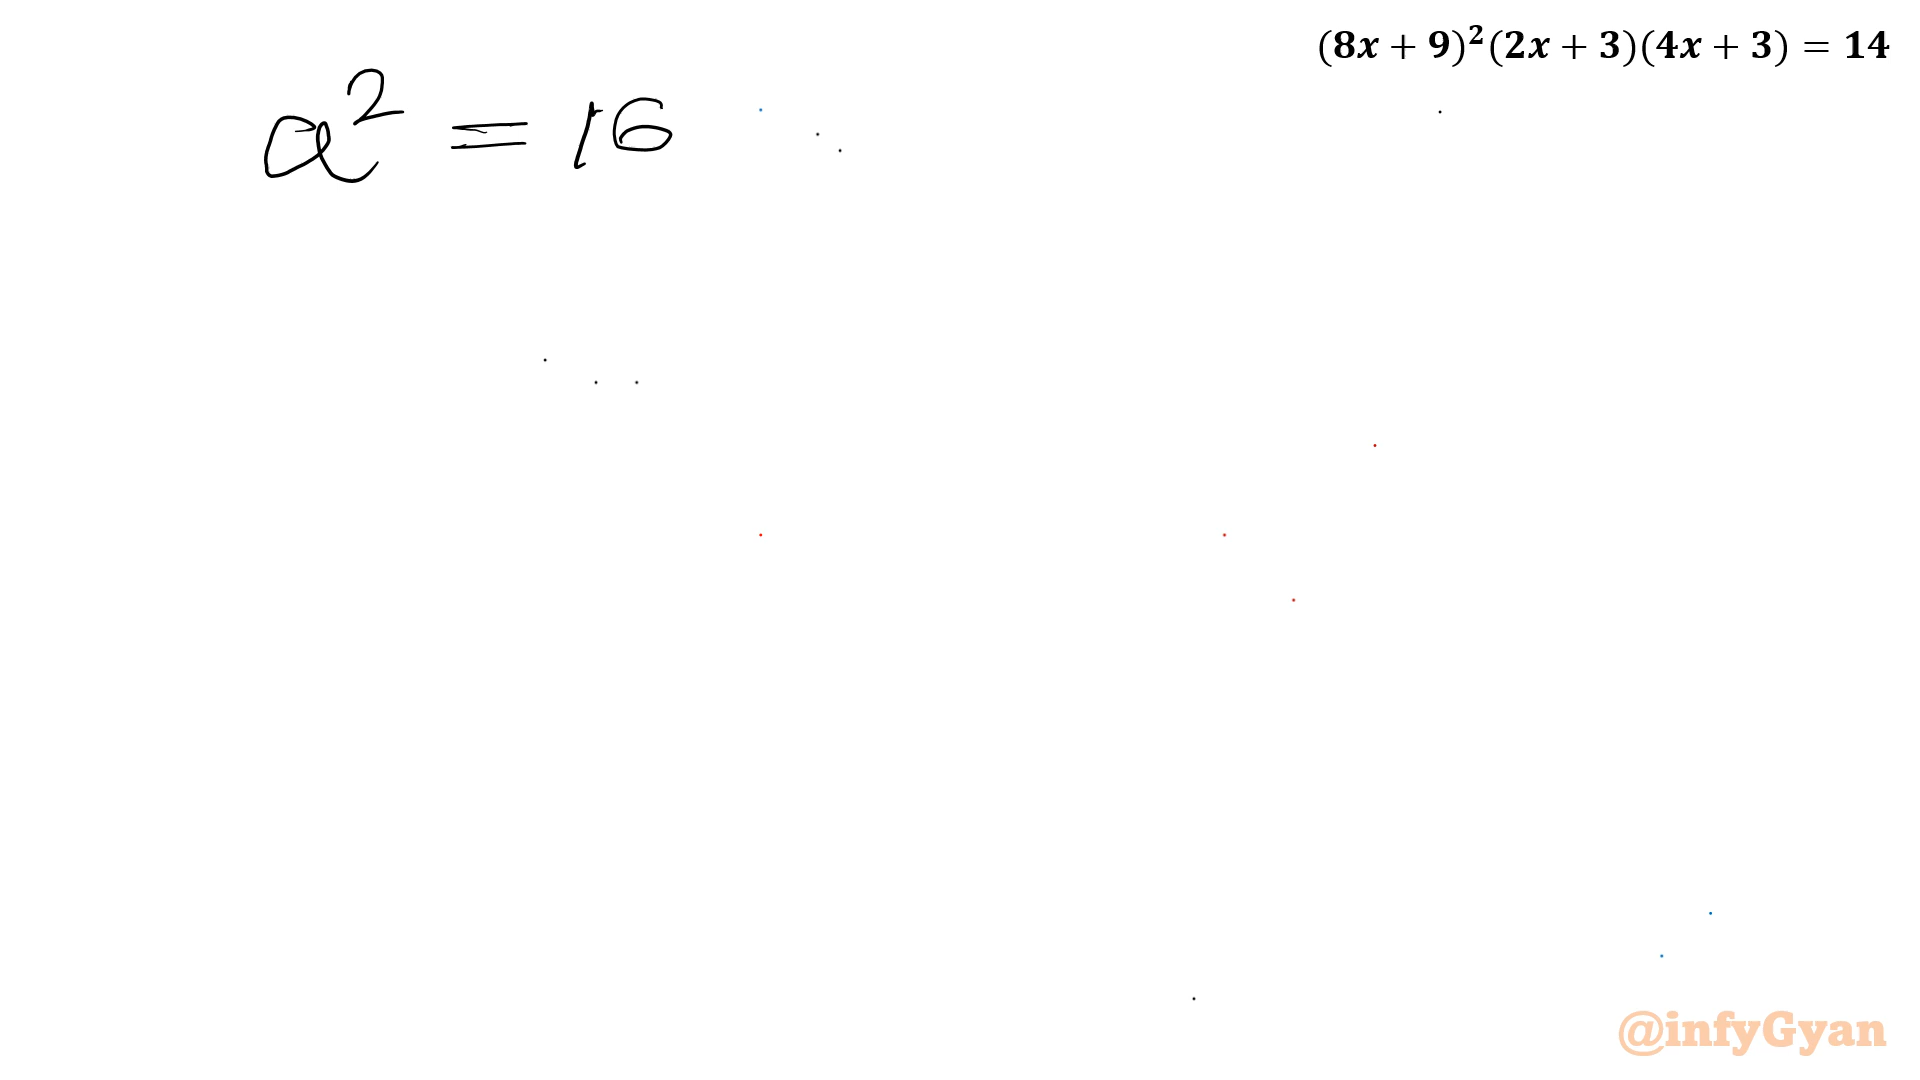 (8x + 9)²(2x + 3)(4x + 3) = 14
a² = 16
@infyGyan